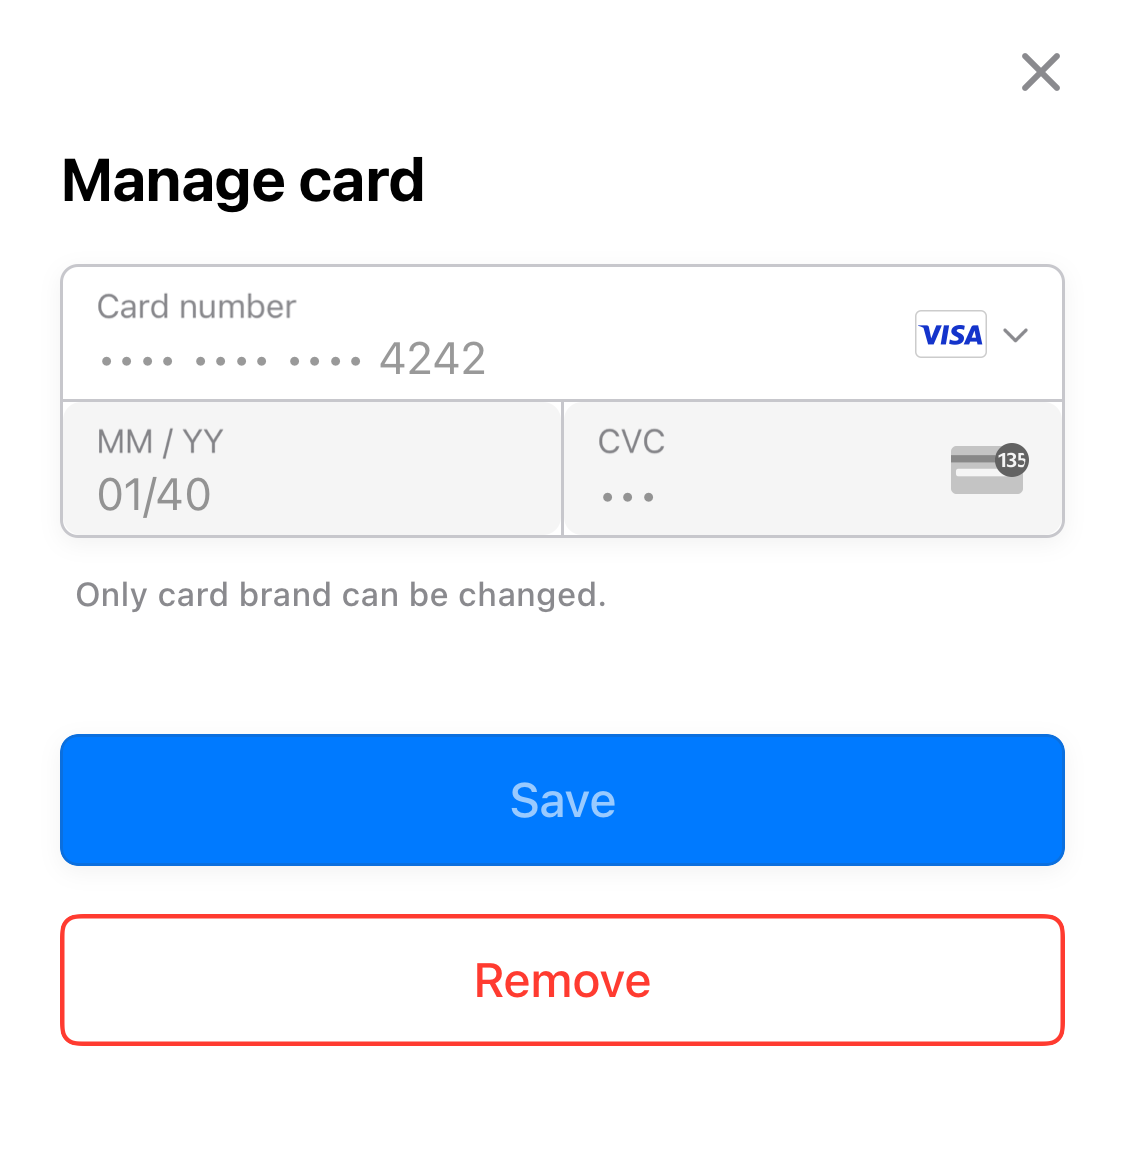 Manage card
Card number
•••• •••• •••• 4242
VISA
MM / YY
01/40
CVC
•••
135
Only card brand can be changed.
Save
Remove